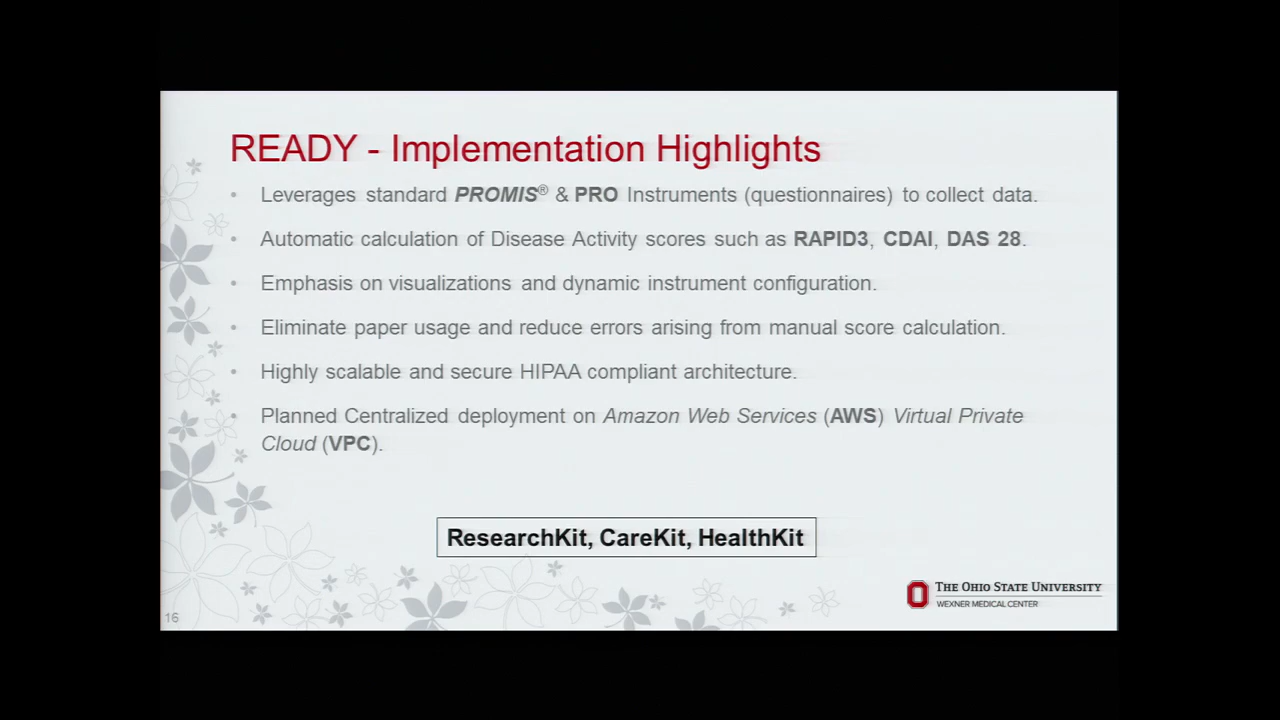 READY - Implementation Highlights
• Leverages standard PROMIS® & PRO Instruments (questionnaires) to collect data.
• Automatic calculation of Disease Activity scores such as RAPID3, CDAI, DAS 28.
• Emphasis on visualizations and dynamic instrument configuration.
• Eliminate paper usage and reduce errors arising from manual score calculation.
• Highly scalable and secure HIPAA compliant architecture.
• Planned Centralized deployment on Amazon Web Services (AWS) Virtual Private
Cloud (VPC).
ResearchKit, CareKit, HealthKit
THE OHIO STATE UNIVERSITY
WEXNER MEDICAL CENTER
16